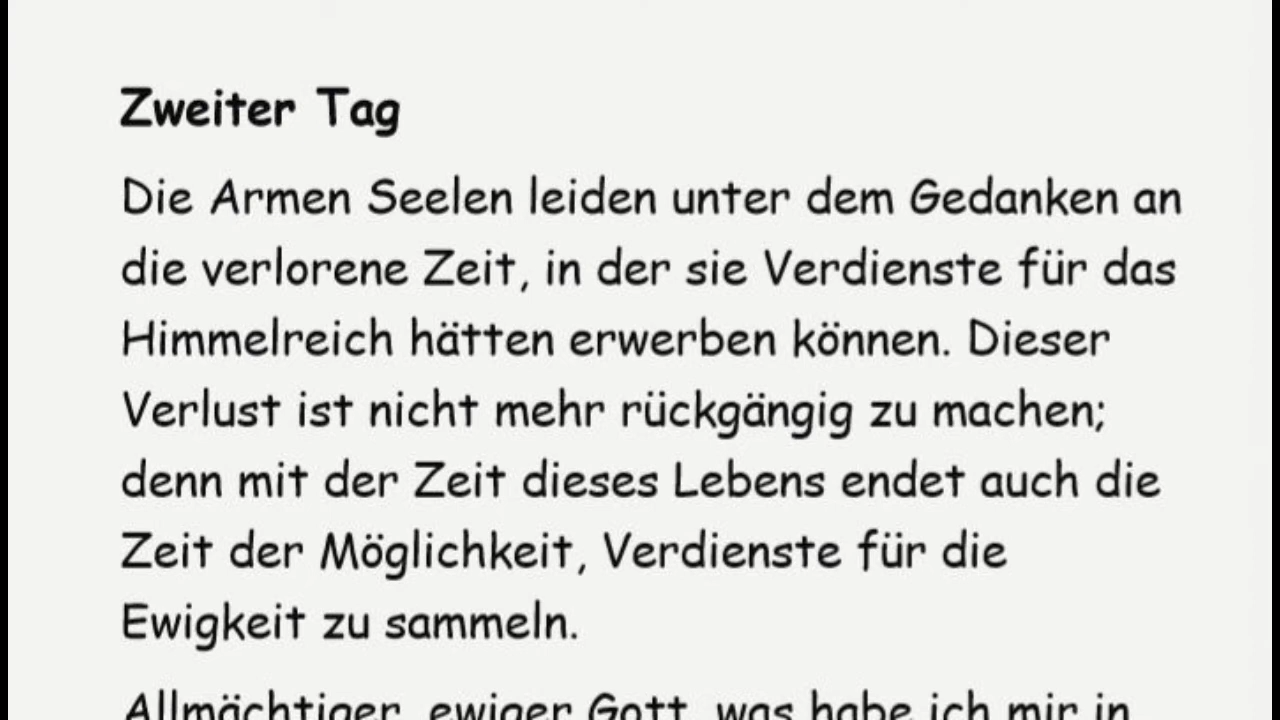 Zweiter Tag
Die Armen Seelen leiden unter dem Gedanken an
die verlorene Zeit, in der sie Verdienste für das
Himmelreich hätten erwerben können. Dieser
Verlust ist nicht mehr rückgängig zu machen;
denn mit der Zeit dieses Lebens endet auch die
Zeit der Möglichkeit, Verdienste für die
Ewigkeit zu sammeln.
Allmächtiger, ewiger Gott, was habe ich mir in